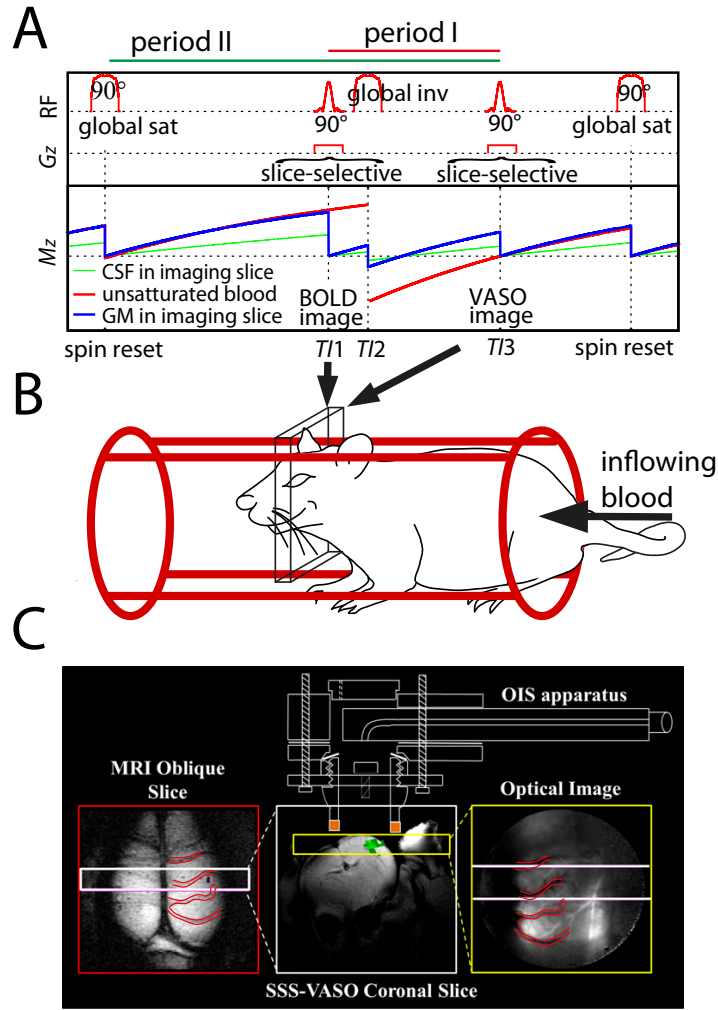 A
period II
period I
RF
90°
global inv
90°
global sat
90°
90°
global sat
Gz
slice-selective
slice-selective
Mz
CSF in imaging slice
unsatturated blood
GM in imaging slice
BOLD
image
VASO
image
spin reset
TI1
TI2
TI3
spin reset
B
inflowing
blood
C
OIS apparatus
MRI Oblique
Slice
Optical Image
SSS-VASO Coronal Slice